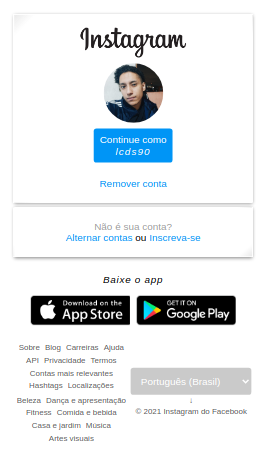 Instagram
Continue como
lcds90
Remover conta
Não é sua conta?
Alternar contas ou Inscreva-se
Baixe o app
Download on the
App Store
GET IT ON
Google Play
Sobre Blog Carreiras Ajuda
API Privacidade Termos
Contas mais relevantes
Hashtags Localizações
Beleza Dança e apresentação
Fitness Comida e bebida
Casa e jardim Música
Artes visuais
Português (Brasil)
↓
© 2021 Instagram do Facebook